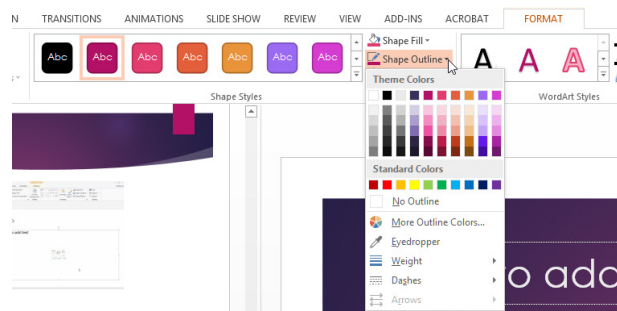 N TRANSITIONS ANIMATIONS SLIDE SHOW REVIEW VIEW ADD-INS ACROBAT FORMAT
Abc Abc Abc Abc Abc Abc Abc
Shape Fill
Shape Outline
A A A
Shape Styles
WordArt Styles
Theme Colors
Standard Colors
No Outline
More Outline Colors...
Eyedropper
Weight
Dashes
Arrows
o add